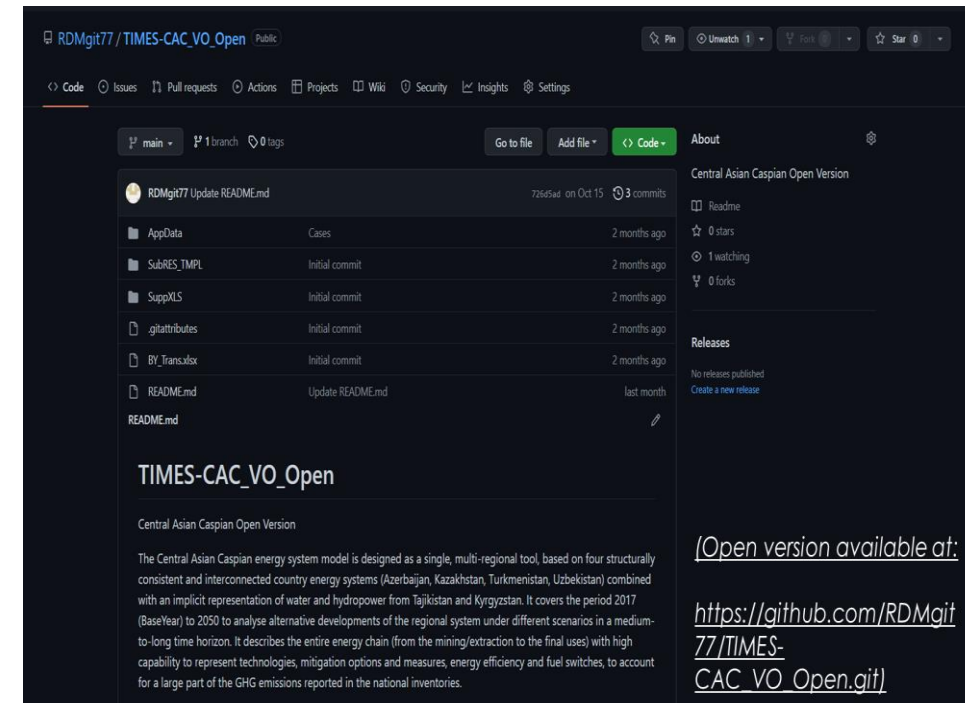 RDMgit77 / TIMES-CAC_VO_Open Public
Pin
Unwatch 1
Fork 0
Star 0
Code
Issues
Pull requests
Actions
Projects
Wiki
Security
Insights
Settings
main
1 branch
0 tags
Go to file
Add file
Code
RDMgit77 Update README.md
726d5ad on Oct 15
3 commits
AppData Cases 2 months ago
SubRES_TMPL Initial commit 2 months ago
SuppXLS Initial commit 2 months ago
.gitattributes Initial commit 2 months ago
BY_Trans.xlsx Initial commit 2 months ago
README.md Update README.md last month
README.md
TIMES-CAC_VO_Open
Central Asian Caspian Open Version
The Central Asian Caspian energy system model is designed as a single, multi-regional tool, based on four structurally
consistent and interconnected country energy systems (Azerbaijan, Kazakhstan, Turkmenistan, Uzbekistan) combined
with an implicit representation of water and hydropower from Tajikistan and Kyrgyzstan. It covers the period 2017
(BaseYear) to 2050 to analyse alternative developments of the regional system under different scenarios in a medium-
to-long time horizon. It describes the entire energy chain (from the mining/extraction to the final uses) with high
capability to represent technologies, mitigation options and measures, energy efficiency and fuel switches, to account
for a large part of the GHG emissions reported in the national inventories.
About
Central Asian Caspian Open Version
Readme
0 stars
1 watching
0 forks
Releases
No releases published
Create a new release
(Open version available at:
https://github.com/RDMgit
77/TIMES-
CAC_VO_Open.git)